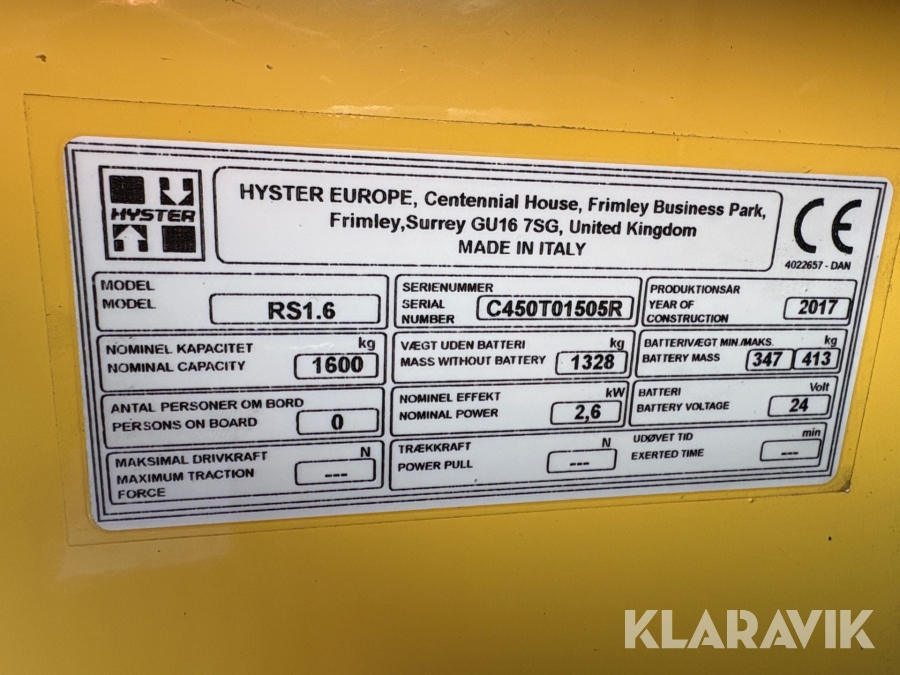 HYSTER
HYSTER EUROPE, Centennial House, Frimley Business Park,
Frimley,Surrey GU16 7SG, United Kingdom
MADE IN ITALY
CE
4022657 - DAN
MODEL
MODEL
RS1.6
SERIENUMMER
SERIAL
NUMBER
C450T01505R
PRODUKTIONSÅR
YEAR OF
CONSTRUCTION
2017
NOMINEL KAPACITET kg
NOMINAL CAPACITY 1600
VÆGT UDEN BATTERI kg
MASS WITHOUT BATTERY 1328
BATTERIVÆGT MIN./MAKS. kg
BATTERY MASS 347 413
ANTAL PERSONER OM BORD
PERSONS ON BOARD 0
NOMINEL EFFEKT kW
NOMINAL POWER 2,6
BATTERI Volt
BATTERY VOLTAGE 24
MAKSIMAL DRIVKRAFT N
MAXIMUM TRACTION ---
FORCE
TRÆKKRAFT N
POWER PULL ---
UDØVET TID min
EXERTED TIME ---
KLARAVIK